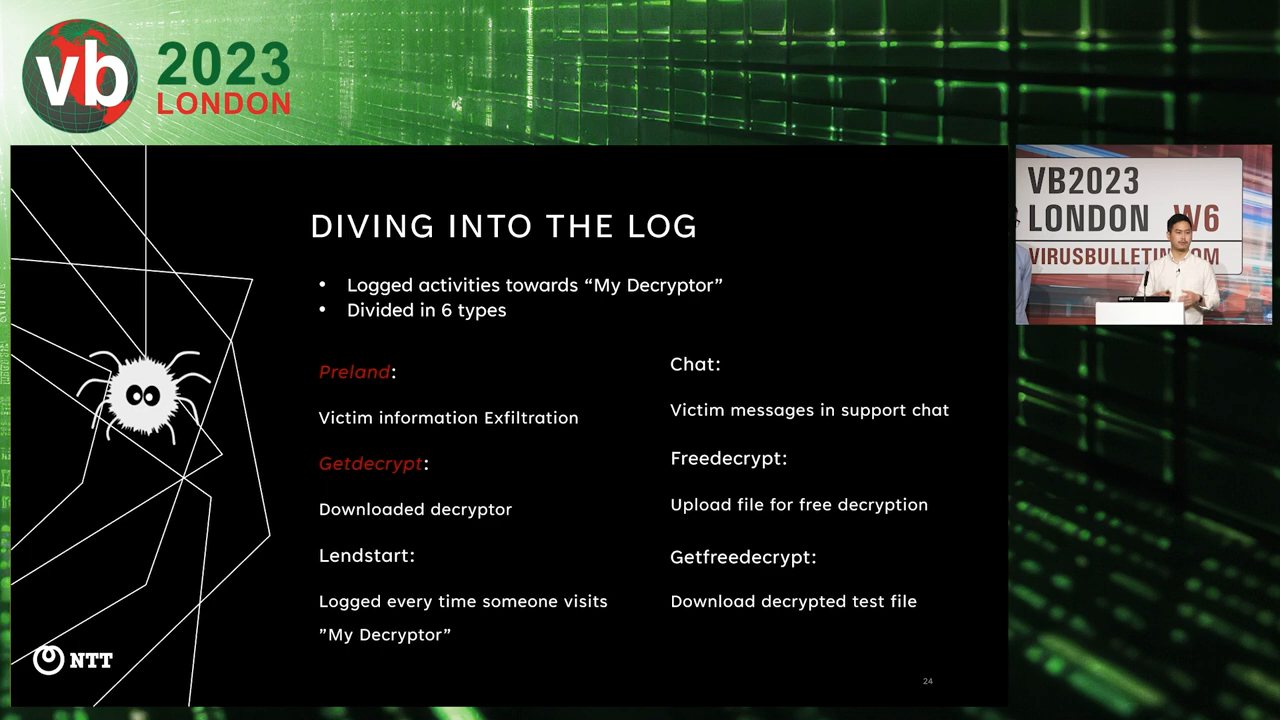 vb 2023
LONDON
DIVING INTO THE LOG
• Logged activities towards “My Decryptor”
• Divided in 6 types
Preland:
Victim information Exfiltration
Getdecrypt:
Downloaded decryptor
Lendstart:
Logged every time someone visits
”My Decryptor”
Chat:
Victim messages in support chat
Freedecrypt:
Upload file for free decryption
Getfreedecrypt:
Download decrypted test file
NTT
24
VB2023
LONDON W6
VIRUSBULLETIN OM